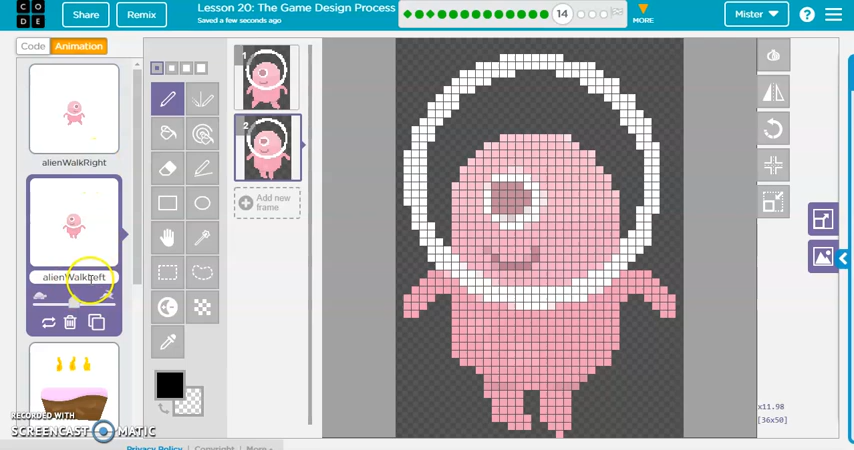 C O
D E
Share
Remix
Lesson 20: The Game Design Process
Saved a few seconds ago
14
MORE
Mister
?
Code
Animation
alienWalkRight
alienWalkLeft
1
2
Add new
frame
x11.98
[36x50]
RECORDED WITH
SCREENCAST MATIC
Privacy Policy | Copyright | More